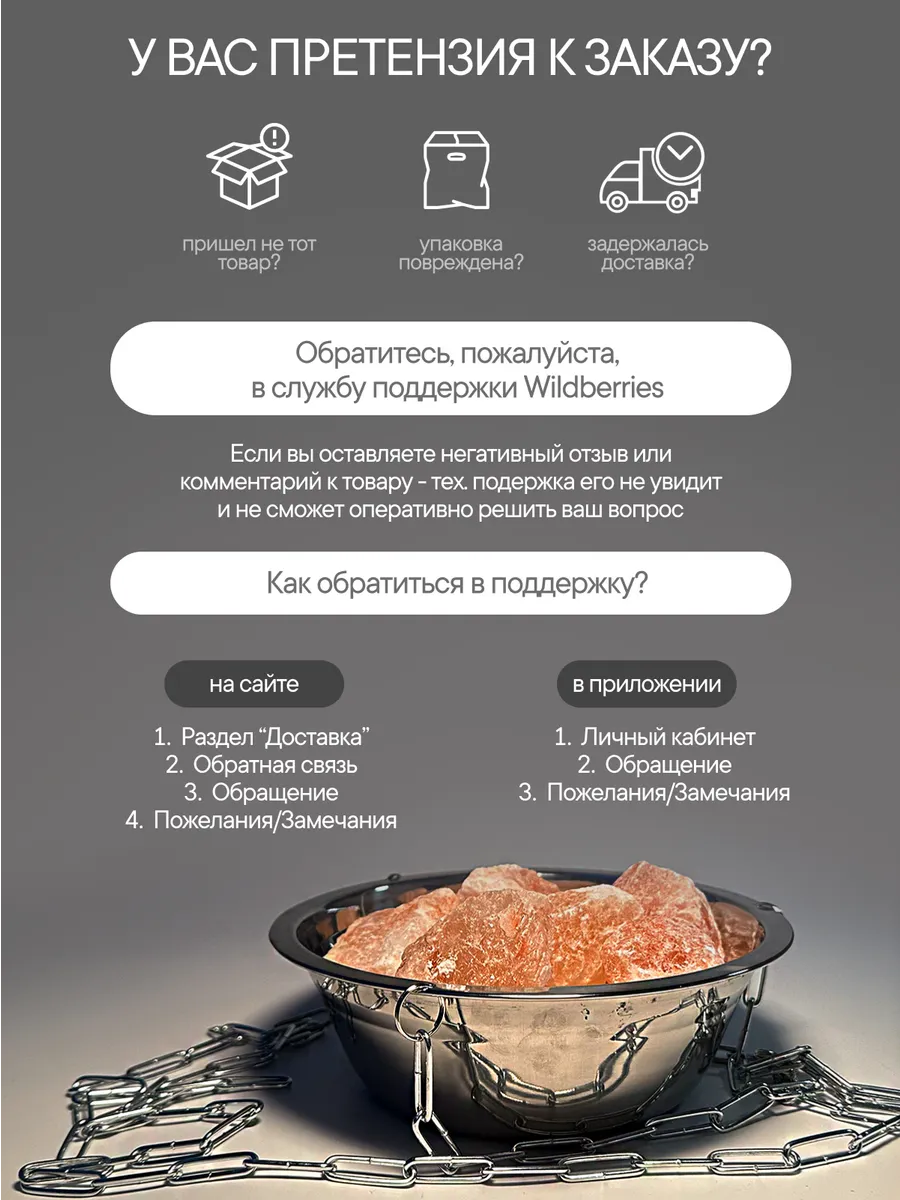 У ВАС ПРЕТЕНЗИЯ К ЗАКАЗУ?
пришел не тот
товар?
упаковка
повреждена?
задержалась
доставка?
Обратитесь, пожалуйста,
в службу поддержки Wildberries
Если вы оставляете негативный отзыв или
комментарий к товару - тех. подержка его не увидит
и не сможет оперативно решить ваш вопрос
Как обратиться в поддержку?
на сайте
1. Раздел “Доставка”
2. Обратная связь
3. Обращение
4. Пожелания/Замечания
в приложении
1. Личный кабинет
2. Обращение
3. Пожелания/Замечания